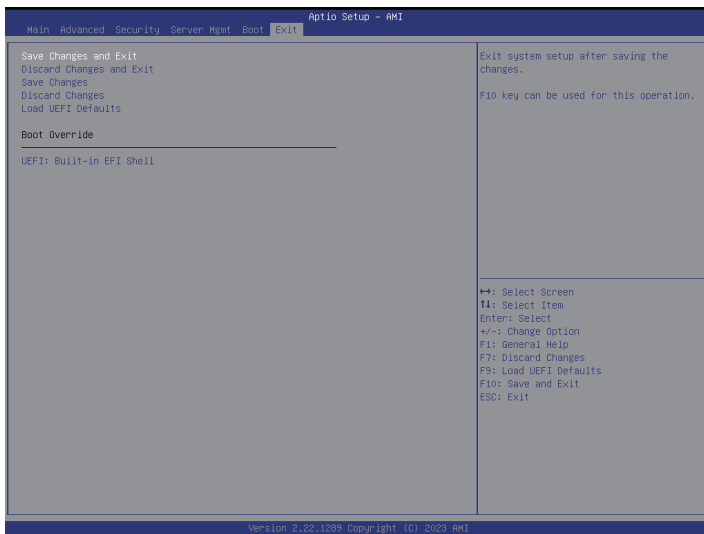 Aptio Setup - AMI
Main Advanced Security Server Mgmt Boot Exit
Save Changes and Exit
Discard Changes and Exit
Save Changes
Discard Changes
Load UEFI Defaults
Boot Override
UEFI: Built-in EFI Shell
Exit system setup after saving the
changes.
F10 key can be used for this operation.
↔: Select Screen
↑↓: Select Item
Enter: Select
+/-: Change Option
F1: General Help
F7: Discard Changes
F9: Load UEFI Defaults
F10: Save and Exit
ESC: Exit
Version 2.22.1289 Copyright (C) 2023 AMI